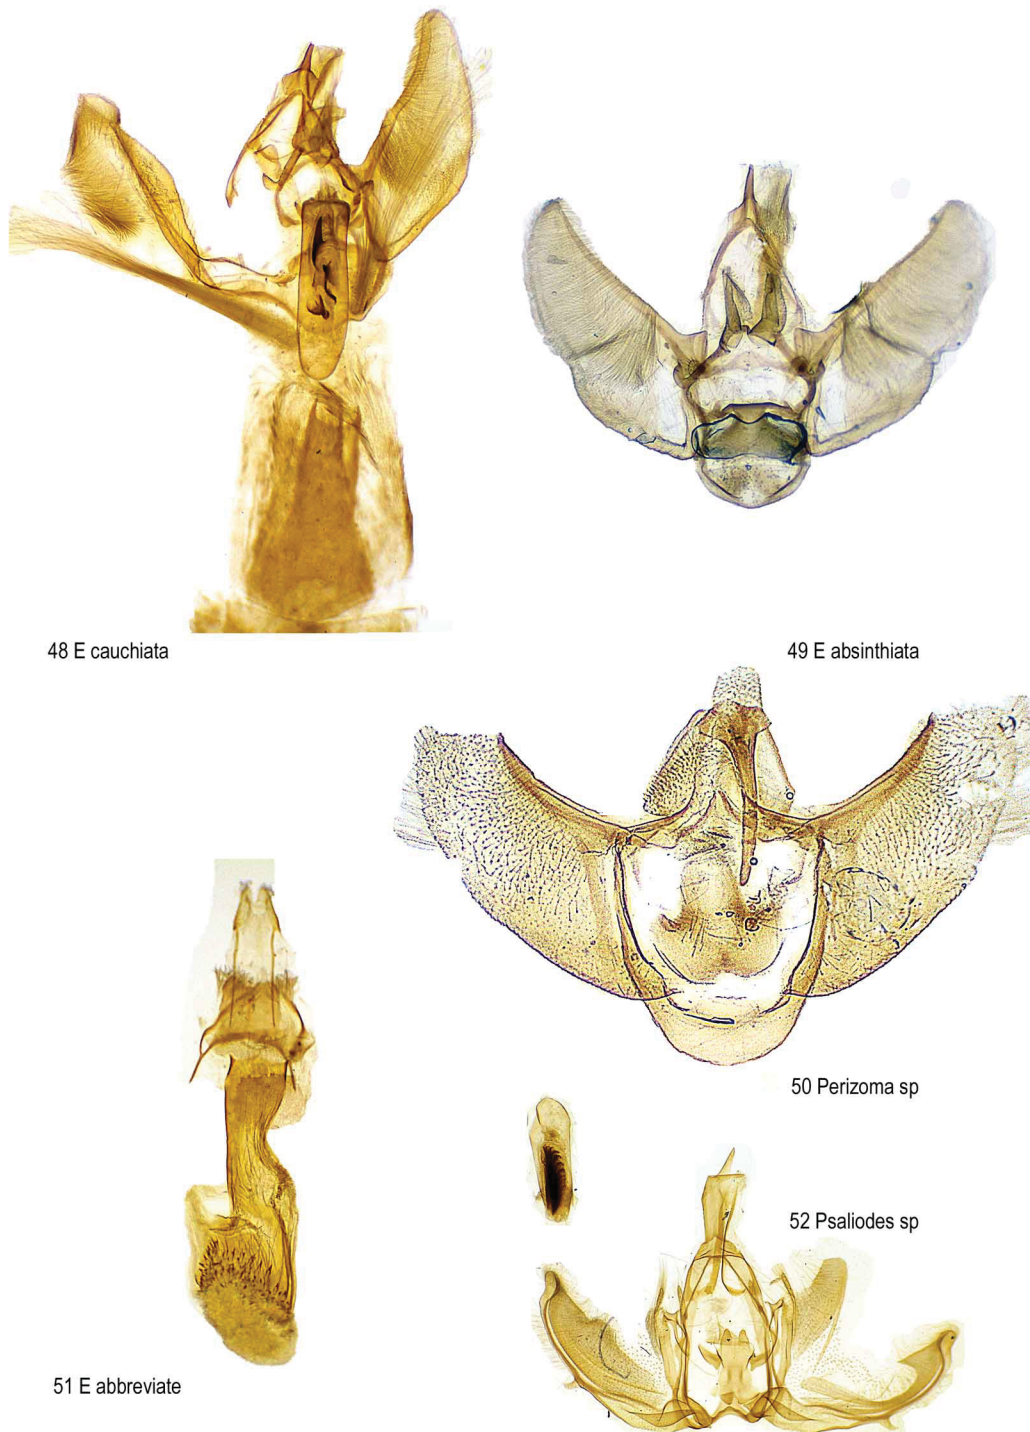 48 E cauchiata
49 E absinthiata
50 Perizoma sp
51 E abbreviate
52 Psaliodes sp